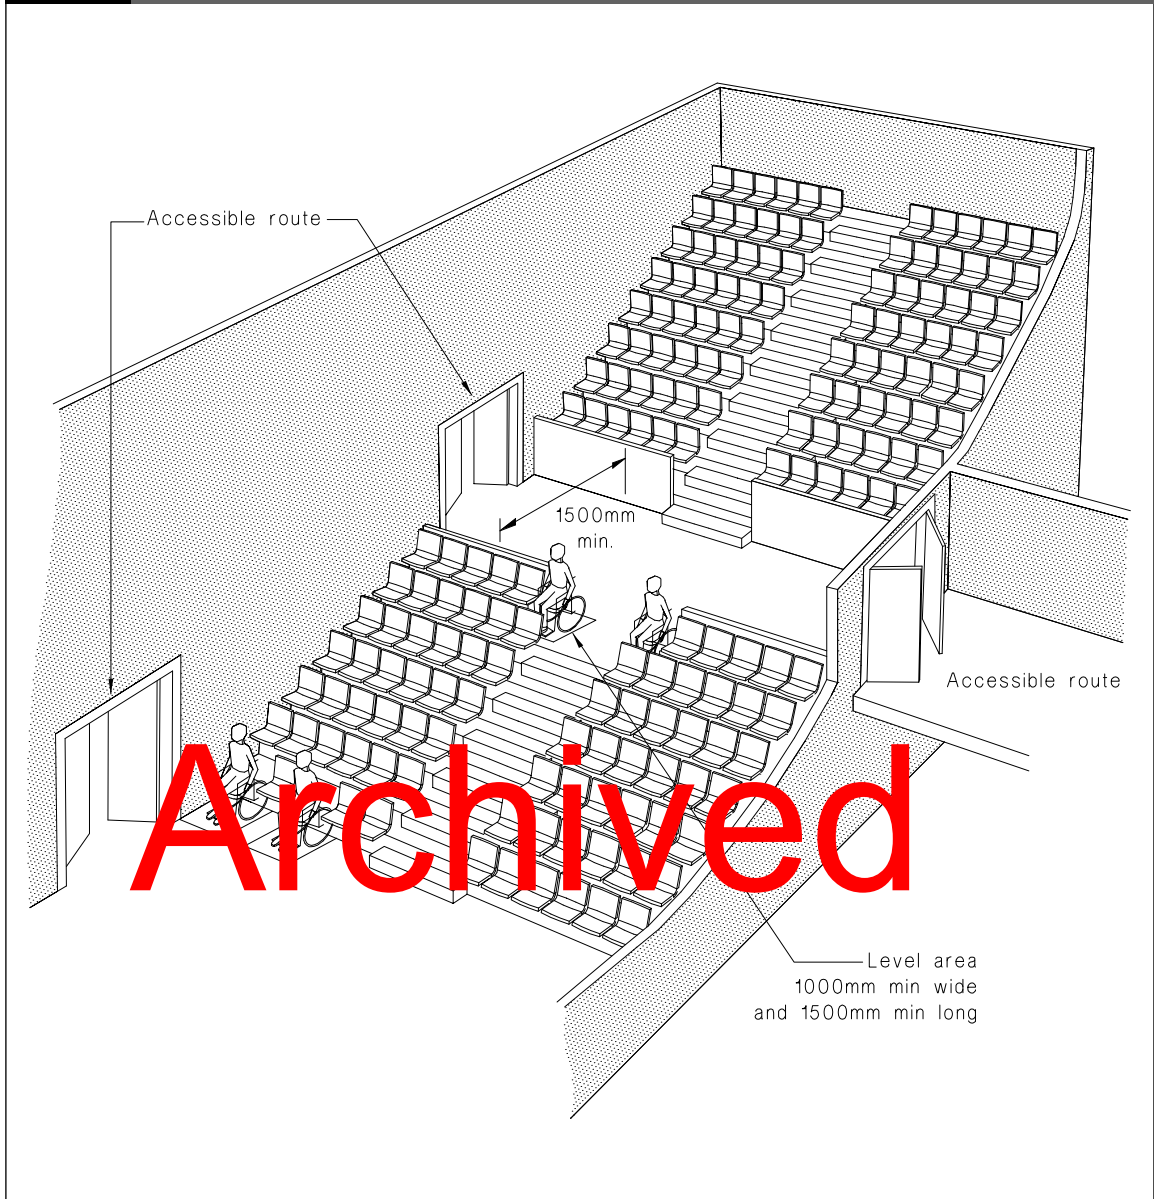 Accessible route
1500mm
min.
Accessible route
Archived
Level area
1000mm min wide
and 1500mm min long